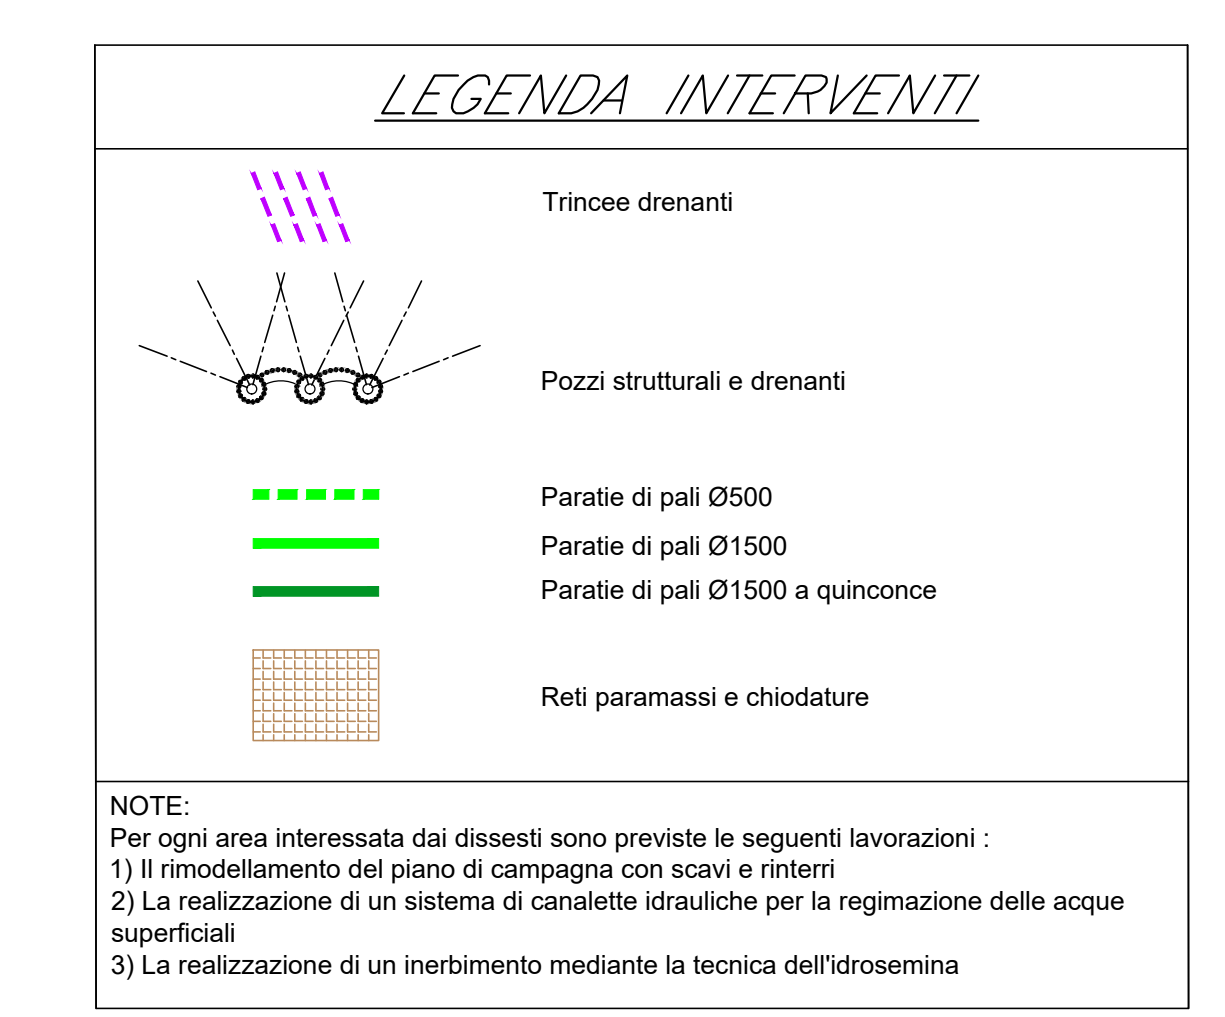 LEGENDA INTERVENTI
Trincee drenanti
Pozzi strutturali e drenanti
Paratie di pali Ø500
Paratie di pali Ø1500
Paratie di pali Ø1500 a quinconce
Reti paramassi e chiodature
NOTE:
Per ogni area interessata dai dissesti sono previste le seguenti lavorazioni :
1) Il rimodellamento del piano di campagna con scavi e rinterri
2) La realizzazione di un sistema di canalette idrauliche per la regimazione delle acque
superficiali
3) La realizzazione di un inerbimento mediante la tecnica dell'idrosemina